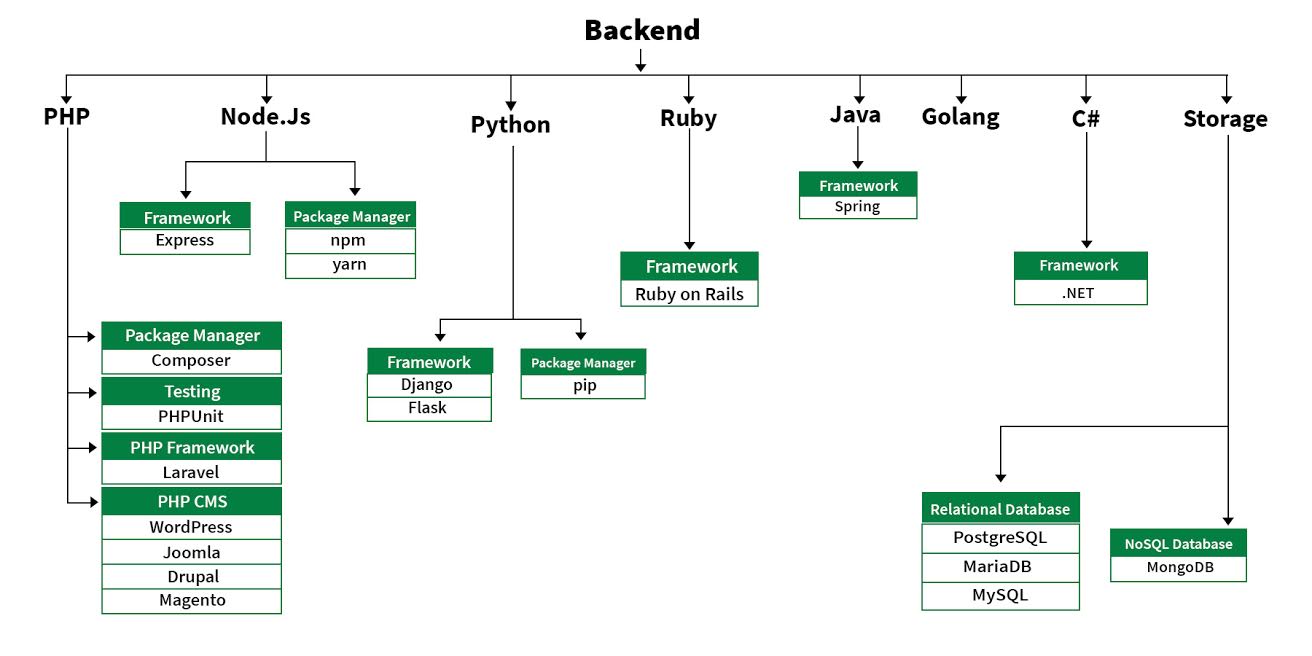 Backend
PHP
Node.Js
Python
Ruby
Java
Golang
C#
Storage
Framework
Express
Package Manager
npm
yarn
Framework
Spring
Framework
Ruby on Rails
Framework
.NET
Package Manager
Composer
Testing
PHPUnit
PHP Framework
Laravel
PHP CMS
WordPress
Joomla
Drupal
Magento
Framework
Django
Flask
Package Manager
pip
Relational Database
PostgreSQL
MariaDB
MySQL
NoSQL Database
MongoDB